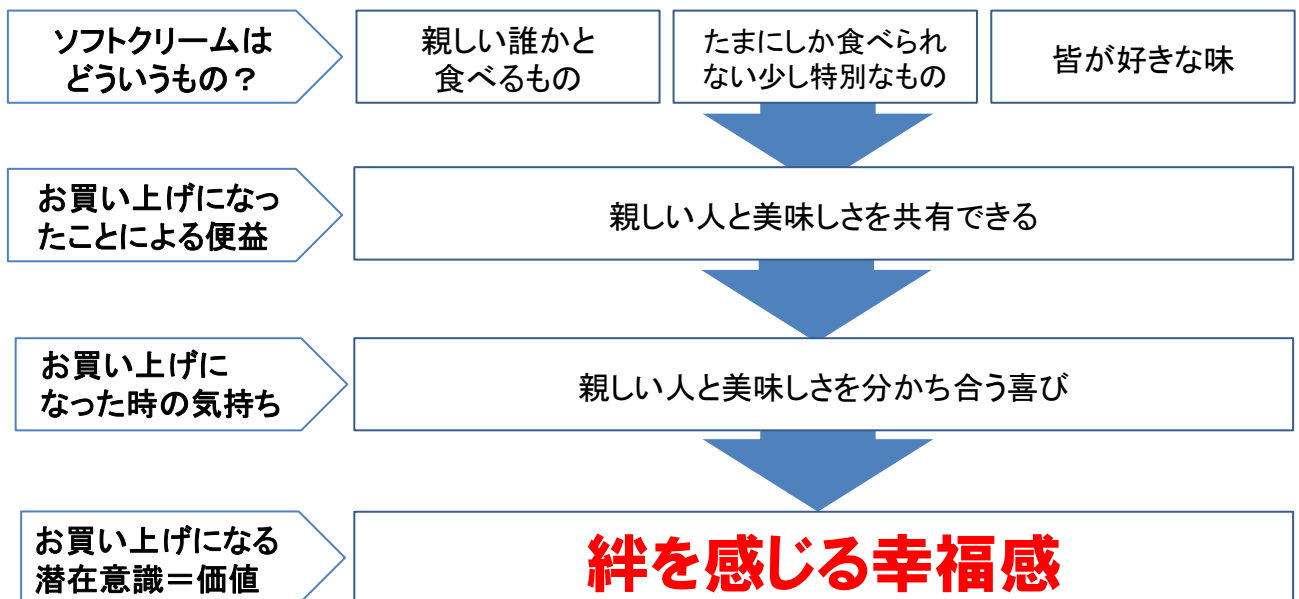 ソフトクリームは
どういうもの？
親しい誰かと
食べるもの
たまにしか食べられ
ない少し特別なもの
皆が好きな味
お買い上げになっ
たことによる便益
親しい人と美味しさを共有できる
お買い上げに
なった時の気持ち
親しい人と美味しさを分かち合う喜び
お買い上げになる
潜在意識＝価値
絆を感じる幸福感